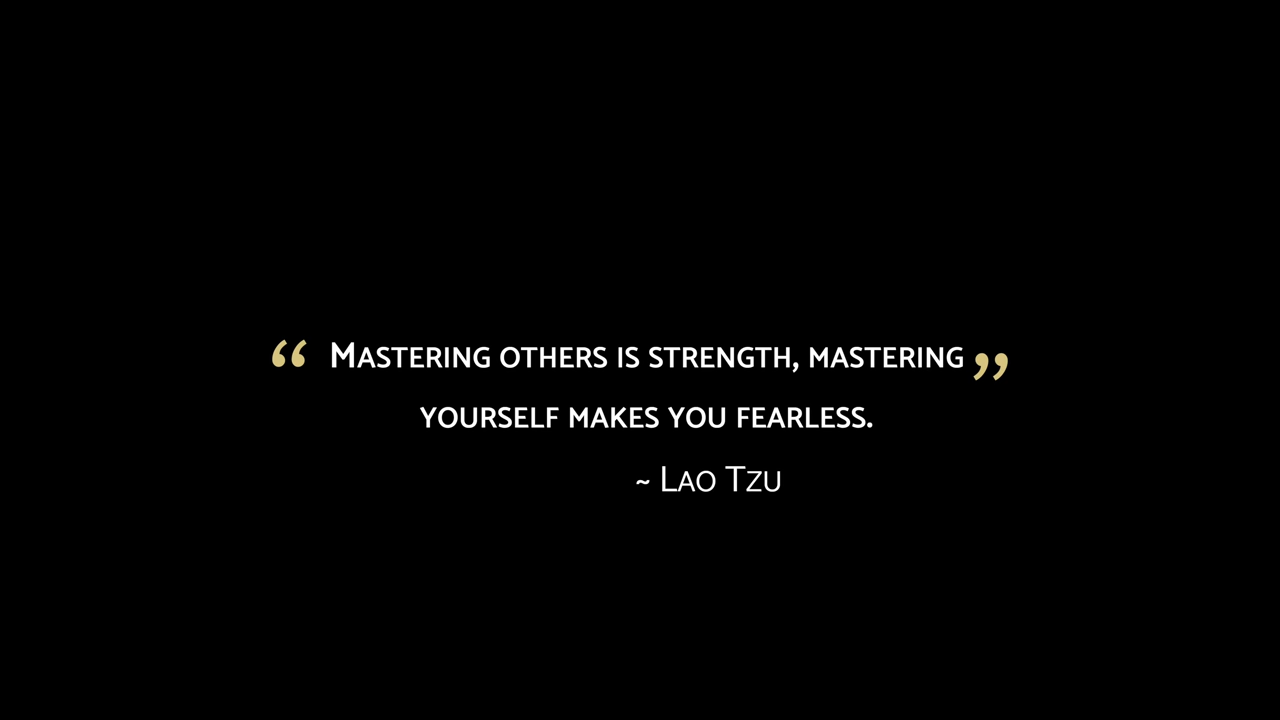 “ Mastering others is strength, mastering ”
yourself makes you fearless.
~ Lao Tzu